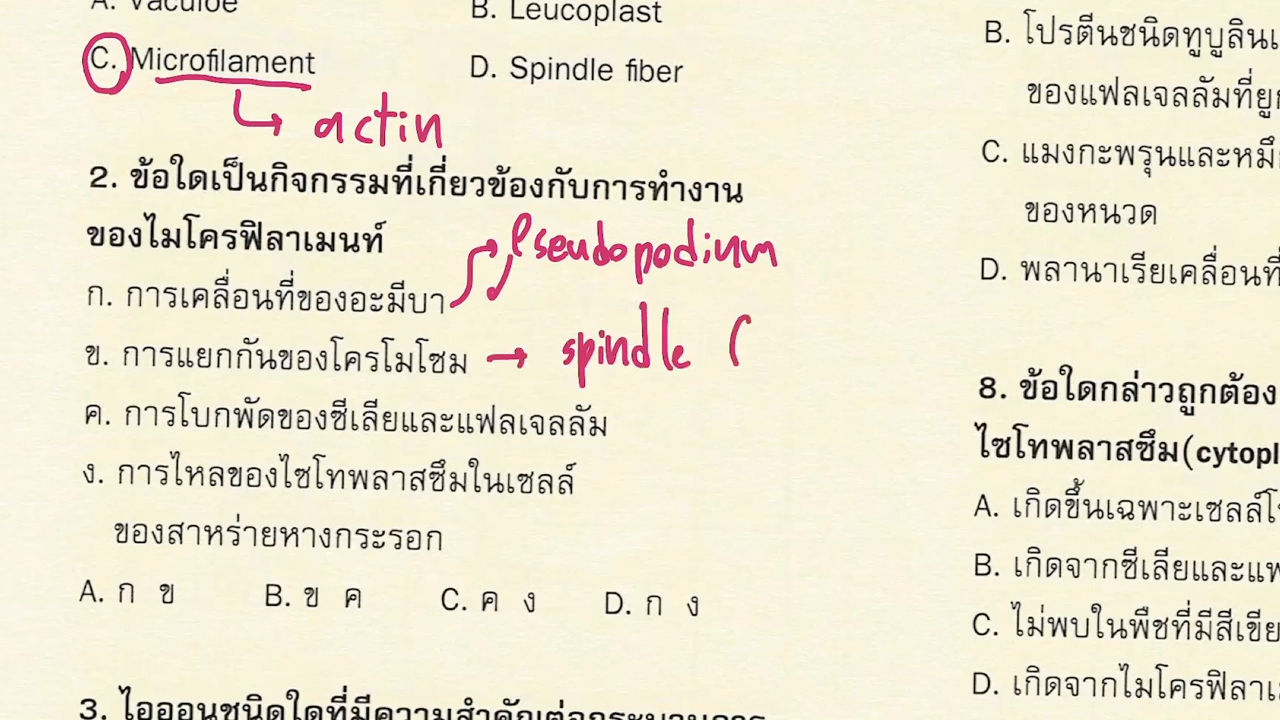 A. Vacuole
B. Leucoplast
C. Microfilament
D. Spindle fiber
actin
2. ข้อใดเป็นกิจกรรมที่เกี่ยวข้องกับการทำงาน
ของไมโครฟิลาเมนท์
Pseudopodium
ก. การเคลื่อนที่ของอะมีบา
ข. การแยกกันของโครโมโซม → spindle (
ค. การโบกพัดของซีเลียและแฟลเจลลัม
ง. การไหลของไซโทพลาสซึมในเซลล์
ของสาหร่ายหางกระรอก
A. ก ข B. ข ค C. ค ง D. ก ง
3. ไอออนชนิดใดที่มีความสำคัญต่อกระบวนการ
B. โปรตีนชนิดทูบูลิน
ของแฟลเจลลัมที่
C. แมงกะพรุนและหมึ
ของหนวด
D. พลานาเรียเคลื่อนที่
8. ข้อใดกล่าวถูกต้อง
ไซโทพลาสซึม(cytopl
A. เกิดขึ้นเฉพาะเซลล์
B. เกิดจากซีเลียและแ
C. ไม่พบในพืชที่มีสีเขีย
D. เกิดจากไมโครฟิลาเ